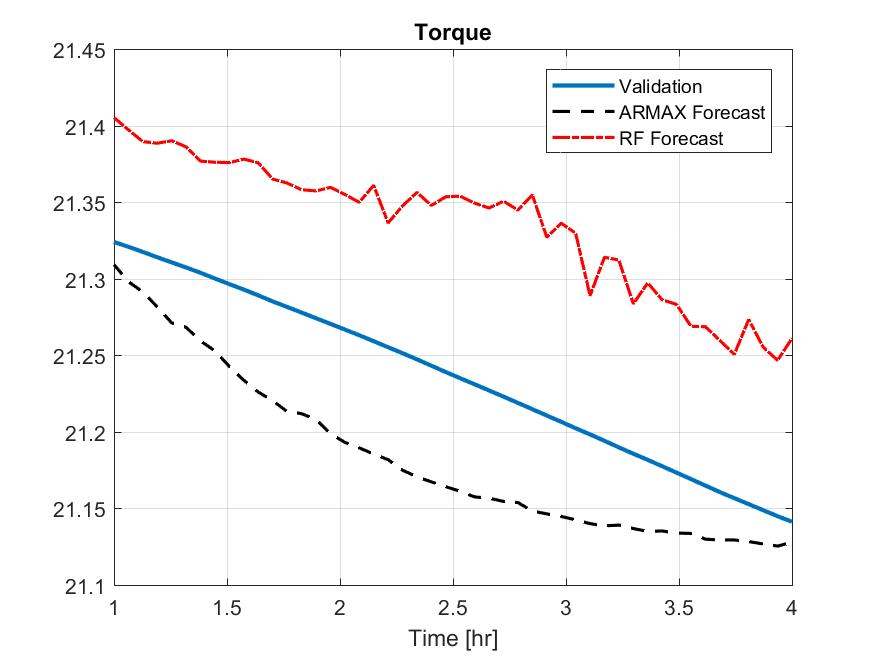 Torque
21.45
21.4
21.35
21.3
21.25
21.2
21.15
21.1
Validation
ARMAX Forecast
RF Forecast
1 1.5 2 2.5 3 3.5 4
Time [hr]